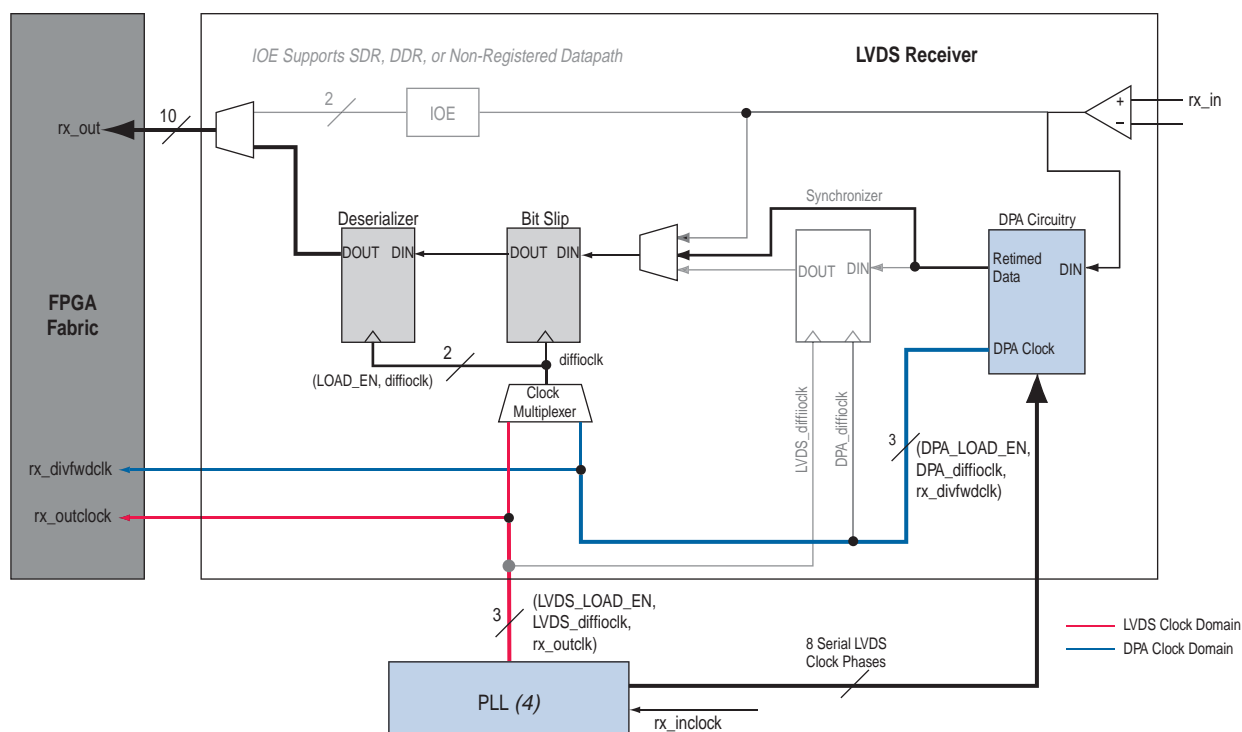 IOE Supports SDR, DDR, or Non-Registered Datapath
LVDS Receiver
2
IOE
+
–
rx_in
10
rx_out
Synchronizer
Deserializer
Bit Slip
DPA Circuitry
DOUT
DIN
DOUT
DIN
DOUT
DIN
Retimed
Data
DIN
DPA Clock
FPGA
Fabric
2
diffioclk
(LOAD_EN, diffioclk)
Clock
Multiplexer
LVDS_diffiioclk
DPA_diffioclk
3
(DPA_LOAD_EN,
DPA_diffioclk,
rx_divfwdclk)
rx_divfwdclk
rx_outclock
3
(LVDS_LOAD_EN,
LVDS_diffioclk,
rx_outclk)
8 Serial LVDS
Clock Phases
LVDS Clock Domain
DPA Clock Domain
PLL (4)
rx_inclock